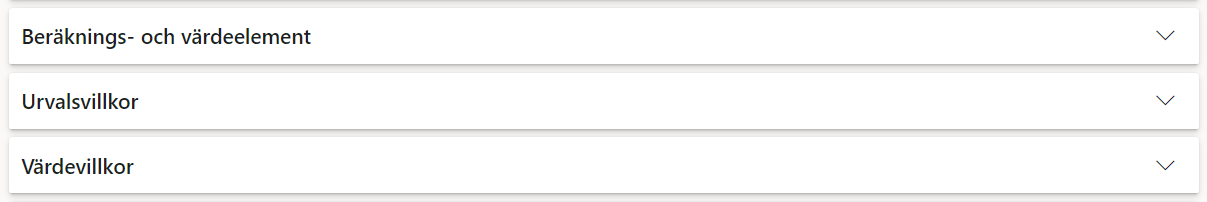 Beräknings- och värdeelement
Urvalsvillkor
Värdevillkor